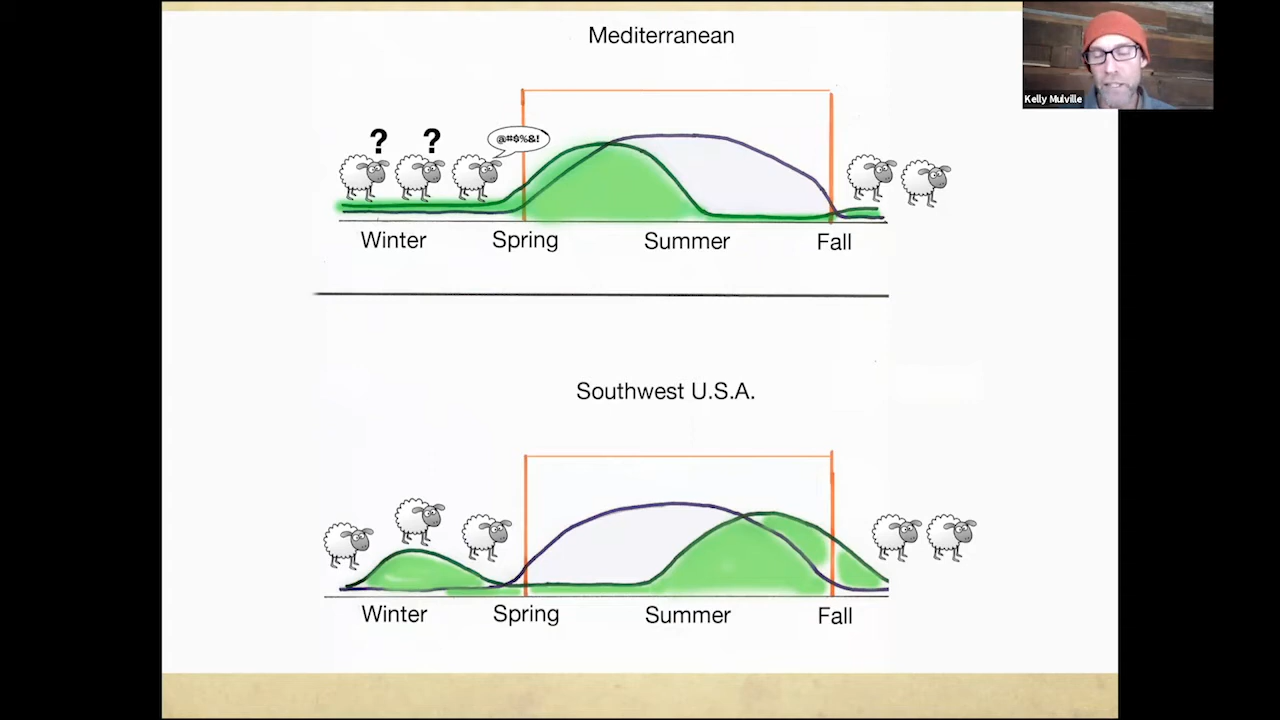 Mediterranean
Kelly Mulville
? ?
@#$%&!
Winter Spring Summer Fall
Southwest U.S.A.
Winter Spring Summer Fall